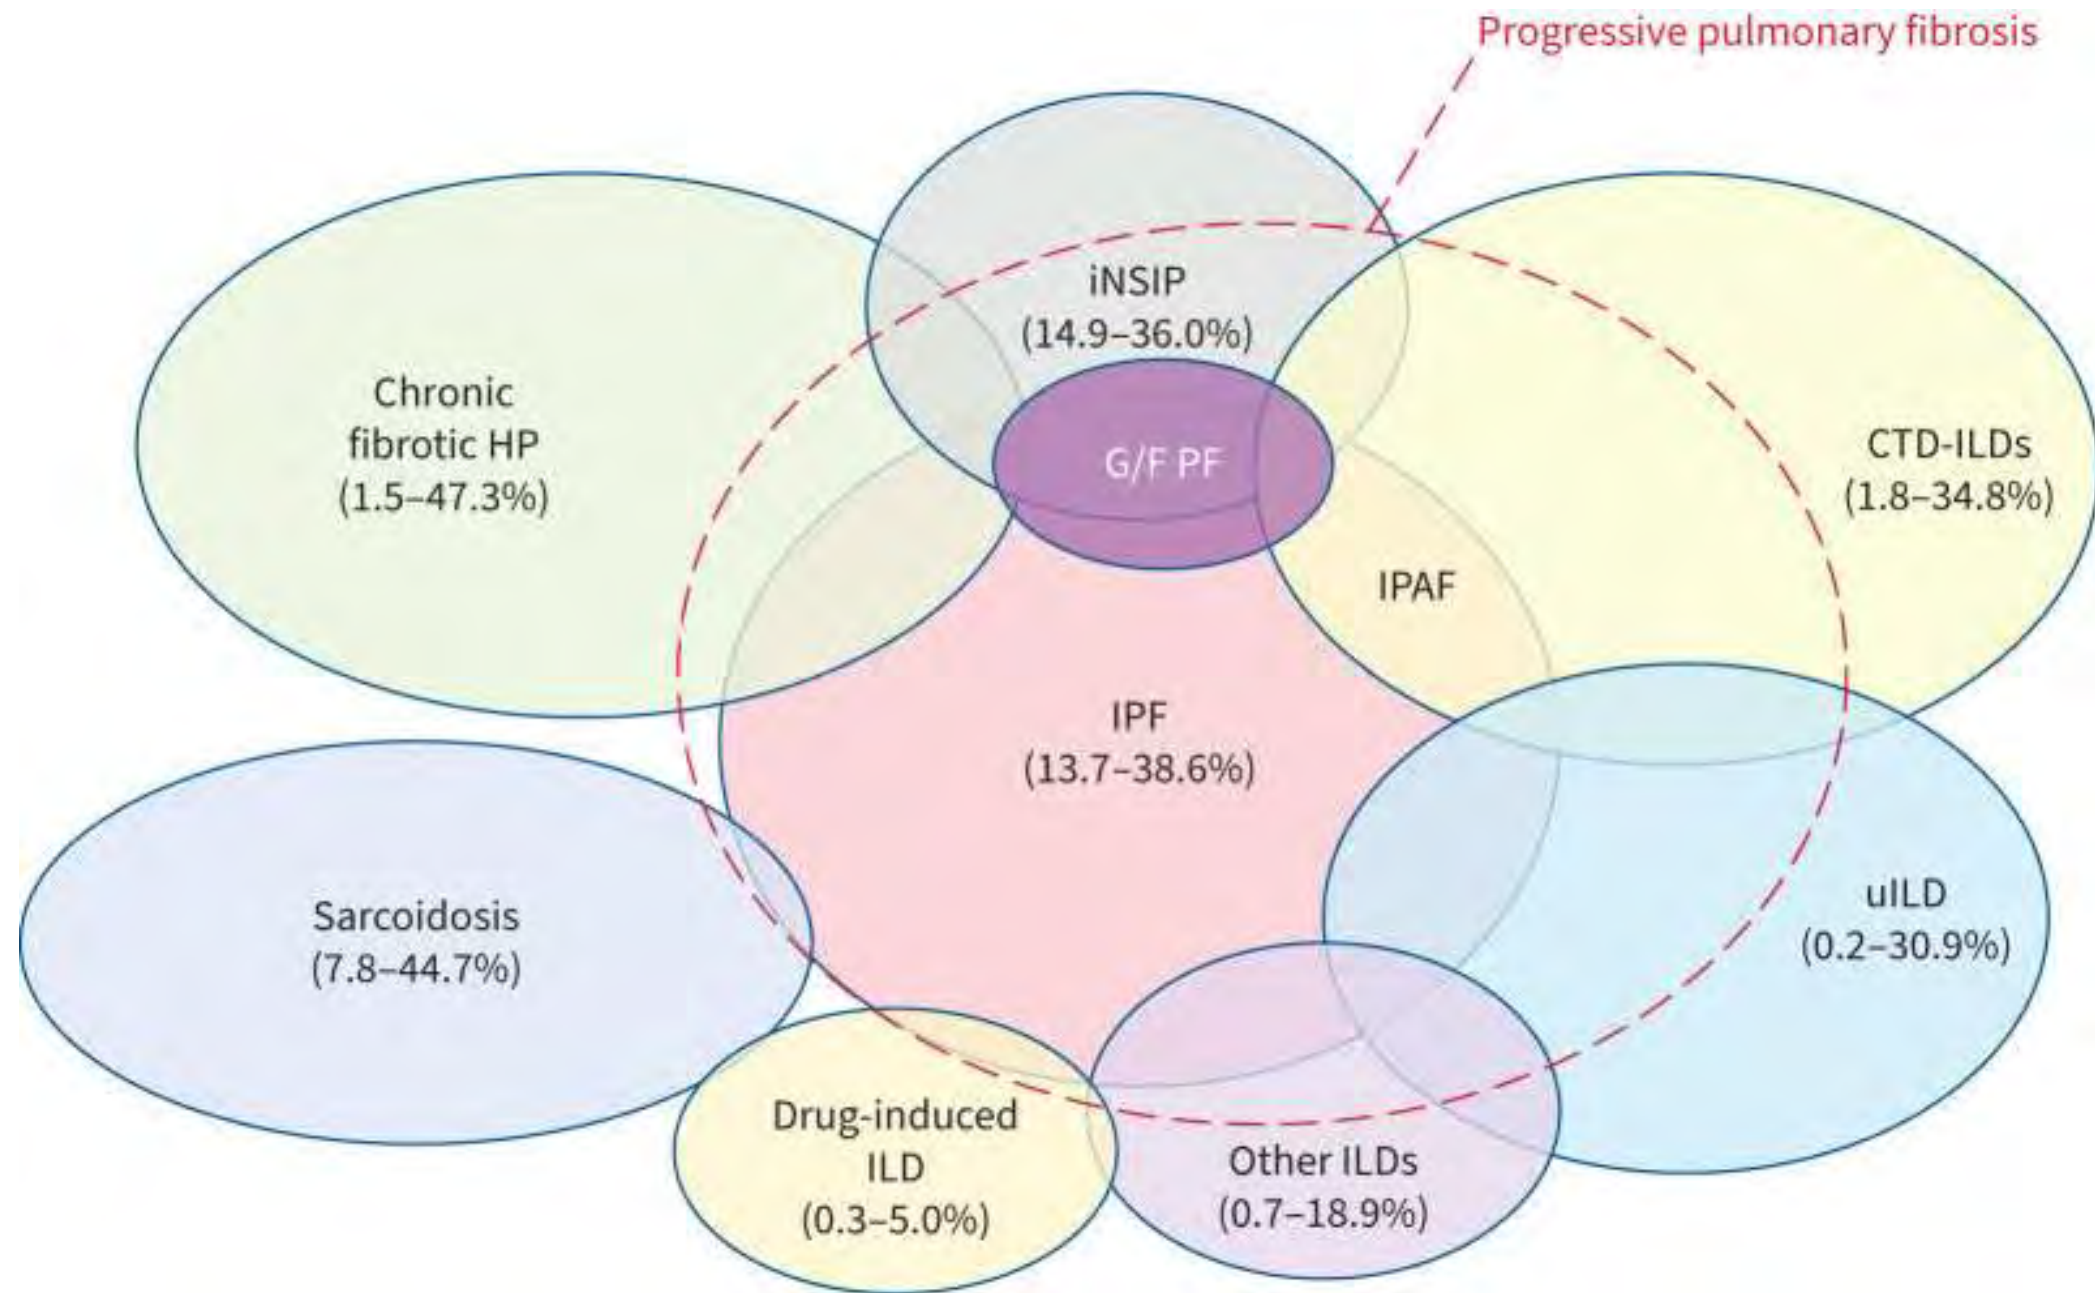 Progressive pulmonary fibrosis
iNSIP
(14.9–36.0%)
Chronic
fibrotic HP
(1.5–47.3%)
G/F PF
CTD-ILDs
(1.8–34.8%)
IPAF
IPF
(13.7–38.6%)
Sarcoidosis
(7.8–44.7%)
uILD
(0.2–30.9%)
Drug-induced
ILD
(0.3–5.0%)
Other ILDs
(0.7–18.9%)